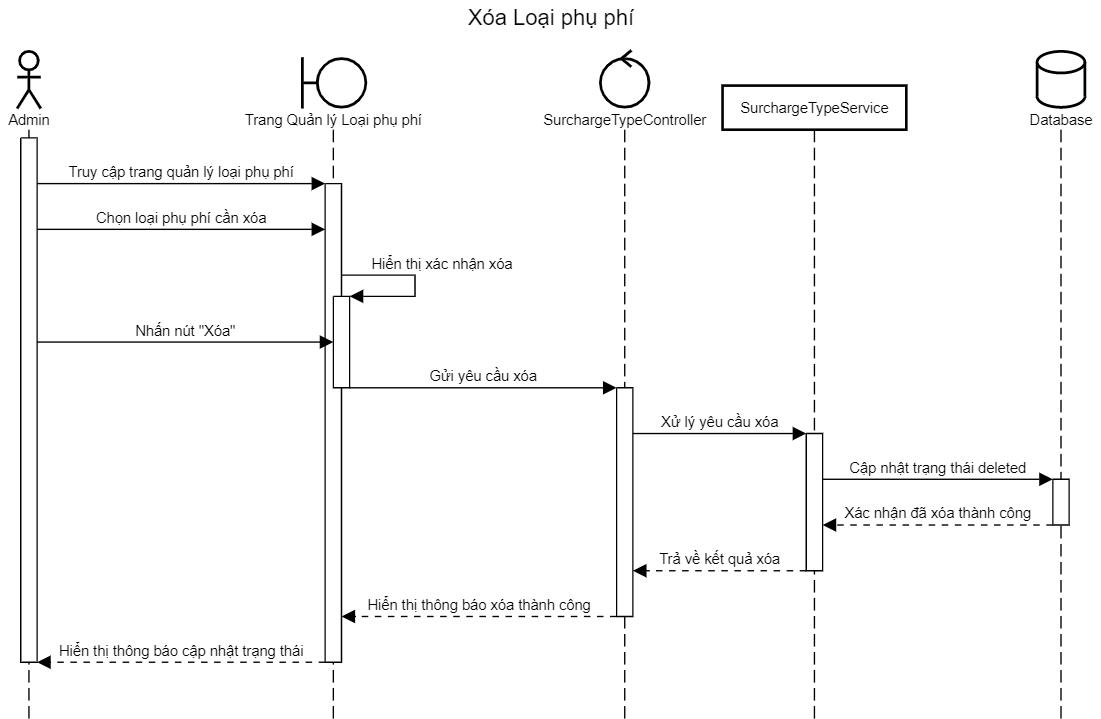 Xóa Loại phụ phí
Admin
Trang Quản lý Loại phụ phí
SurchargeTypeController
SurchargeTypeService
Database
Truy cập trang quản lý loại phụ phí
Chọn loại phụ phí cần xóa
Hiển thị xác nhận xóa
Nhấn nút "Xóa"
Gửi yêu cầu xóa
Xử lý yêu cầu xóa
Cập nhật trạng thái deleted
Xác nhận đã xóa thành công
Trả về kết quả xóa
Hiển thị thông báo xóa thành công
Hiển thị thông báo cập nhật trạng thái